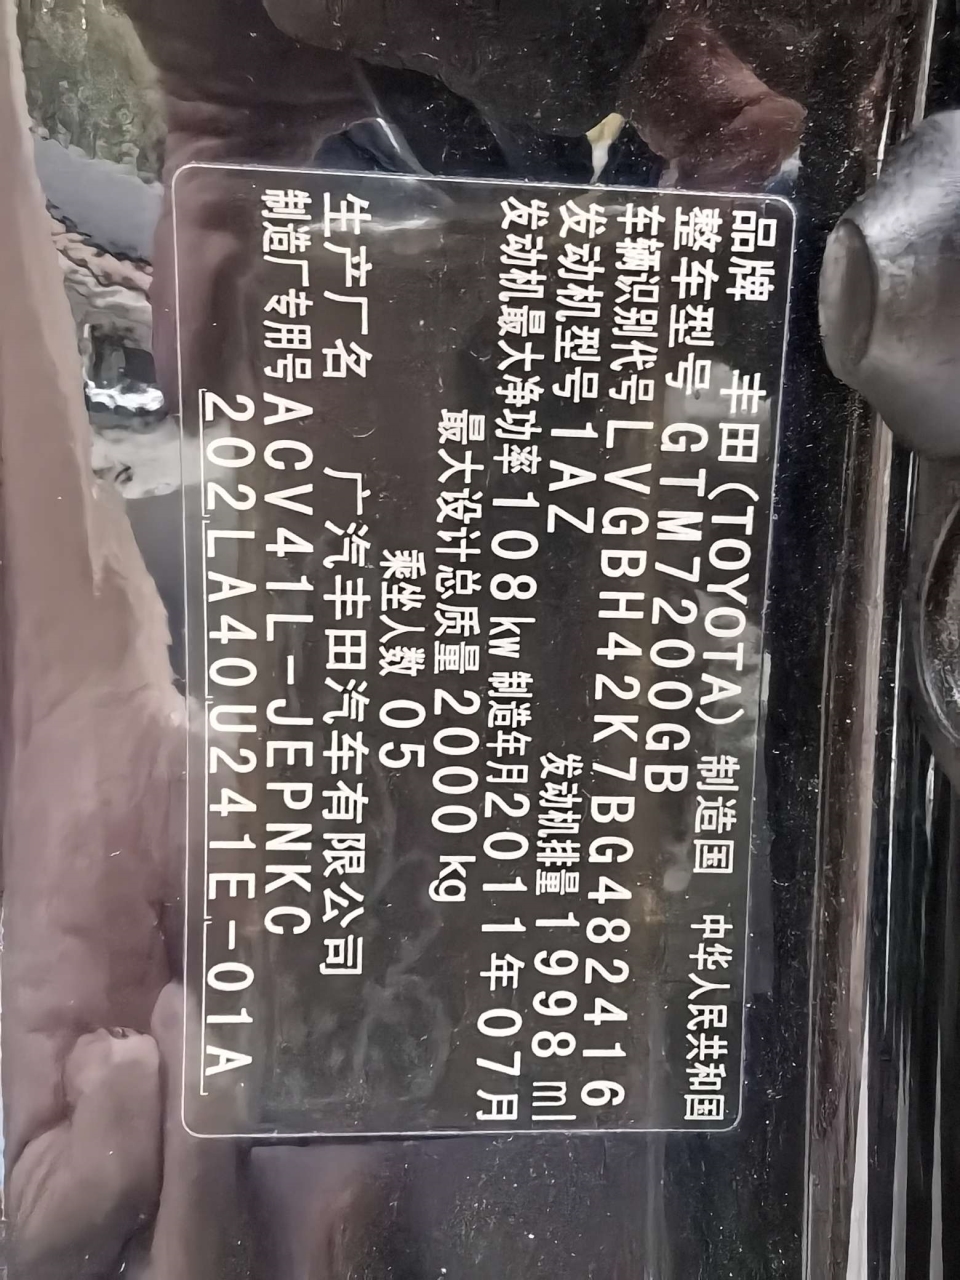 品牌 丰田(TOYOTA) 制造国 中华人民共和国
整车型号 GTM7200GB
车辆识别代号 LVGBH42K7BG482416
发动机型号 1AZ 发动机排量 1998 ml
发动机最大净功率 108 kW 制造年月 2011年07月
最大设计总质量 2000 kg
乘坐人数 05
生产厂名 广汽丰田汽车有限公司
制造厂专用号 ACV41L-JEPNKC
202LA40U241E-01A